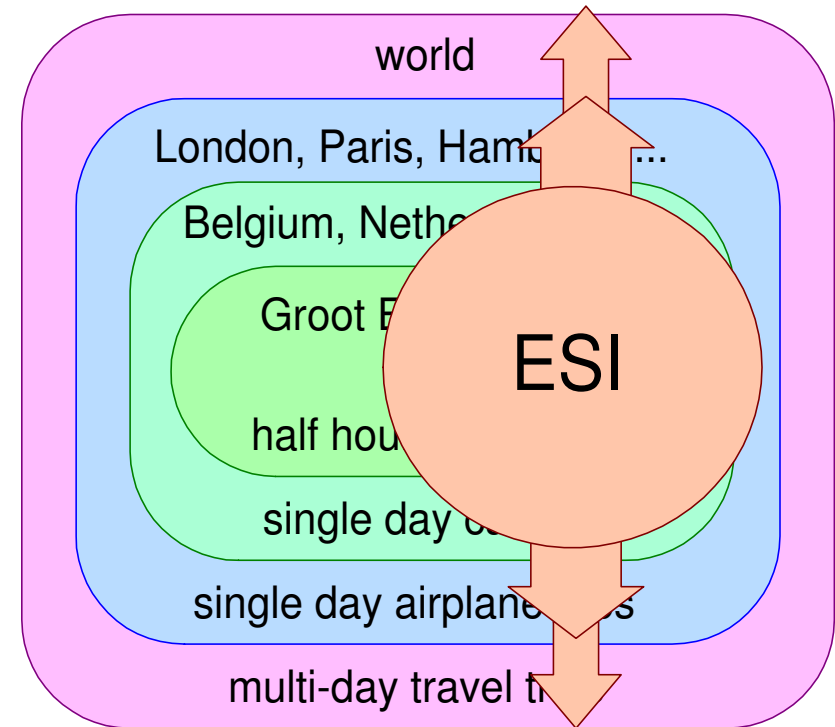 world
London, Paris, Hamb ...
Belgium, Nethe
Groot
ESI
half hou
single day
single day airplane
multi-day travel